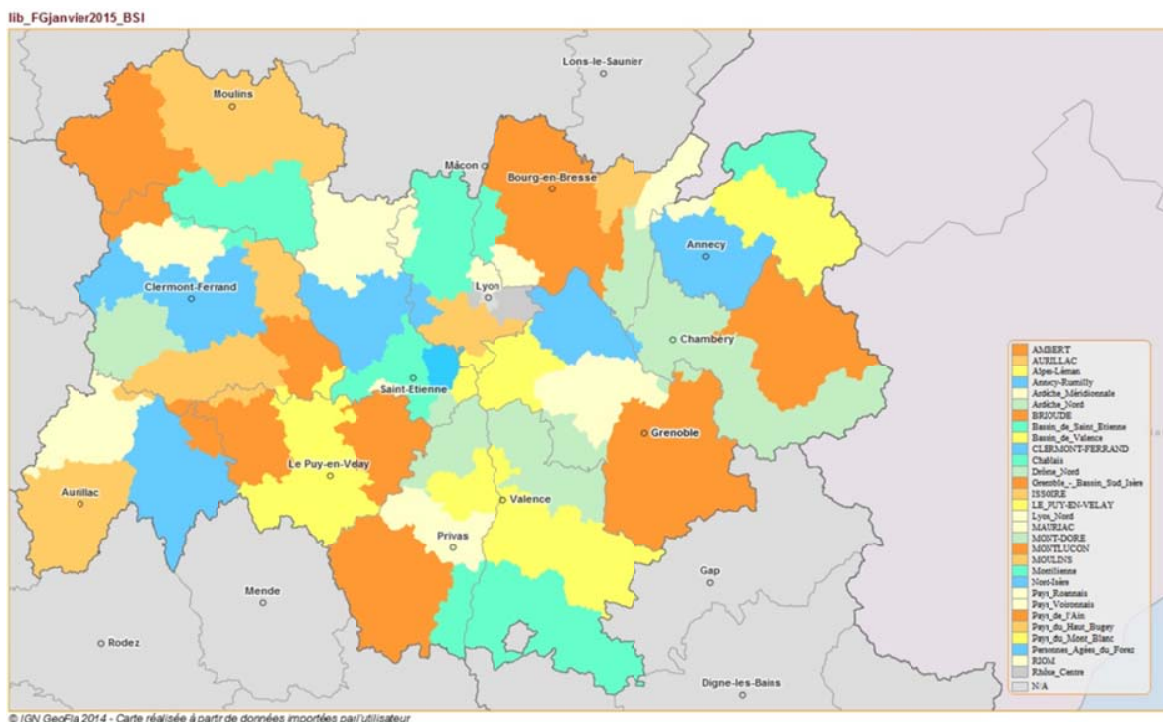 lib_FGjanvier2015_BSI
Lons-le-Saunier
Moulins
Mâcon
Bourg-en-Bresse
Annecy
Clermont-Ferrand
Lyon
Chambéry
Saint-Etienne
Grenoble
Le Puy-en-Velay
Aurillac
Valence
Privas
Gap
Mende
Rodez
Digne-les-Bains
AMBERT
AURILLAC
Alpes-Léman
Annecy-Rumilly
Ardèche_Méridionnale
Ardèche_Nord
BRIOUDE
Bassin_de_Saint_Etienne
Bassin_de_Valence
CLERMONT-FERRAND
Chablais
Drôme_Nord
Grenoble_-_Bassin_Sud_Isère
ISSOIRE
LE_PUY-EN-VELAY
Lyon_Nord
MAURIAC
MONT-DORE
MONTLUCON
MOULINS
Nord-Isère
Pays_Roannais
Pays_Voironnais
Pays_de_l'Ain
Pays_du_Haut_Bugey
Pays_du_Mont_Blanc
Personnes_Agées_du_Forez
RIOM
Rhône_Centre
N/A
© IGN GeoFla 2014 - Carte réalisée à partir de données importées par l'utilisateur